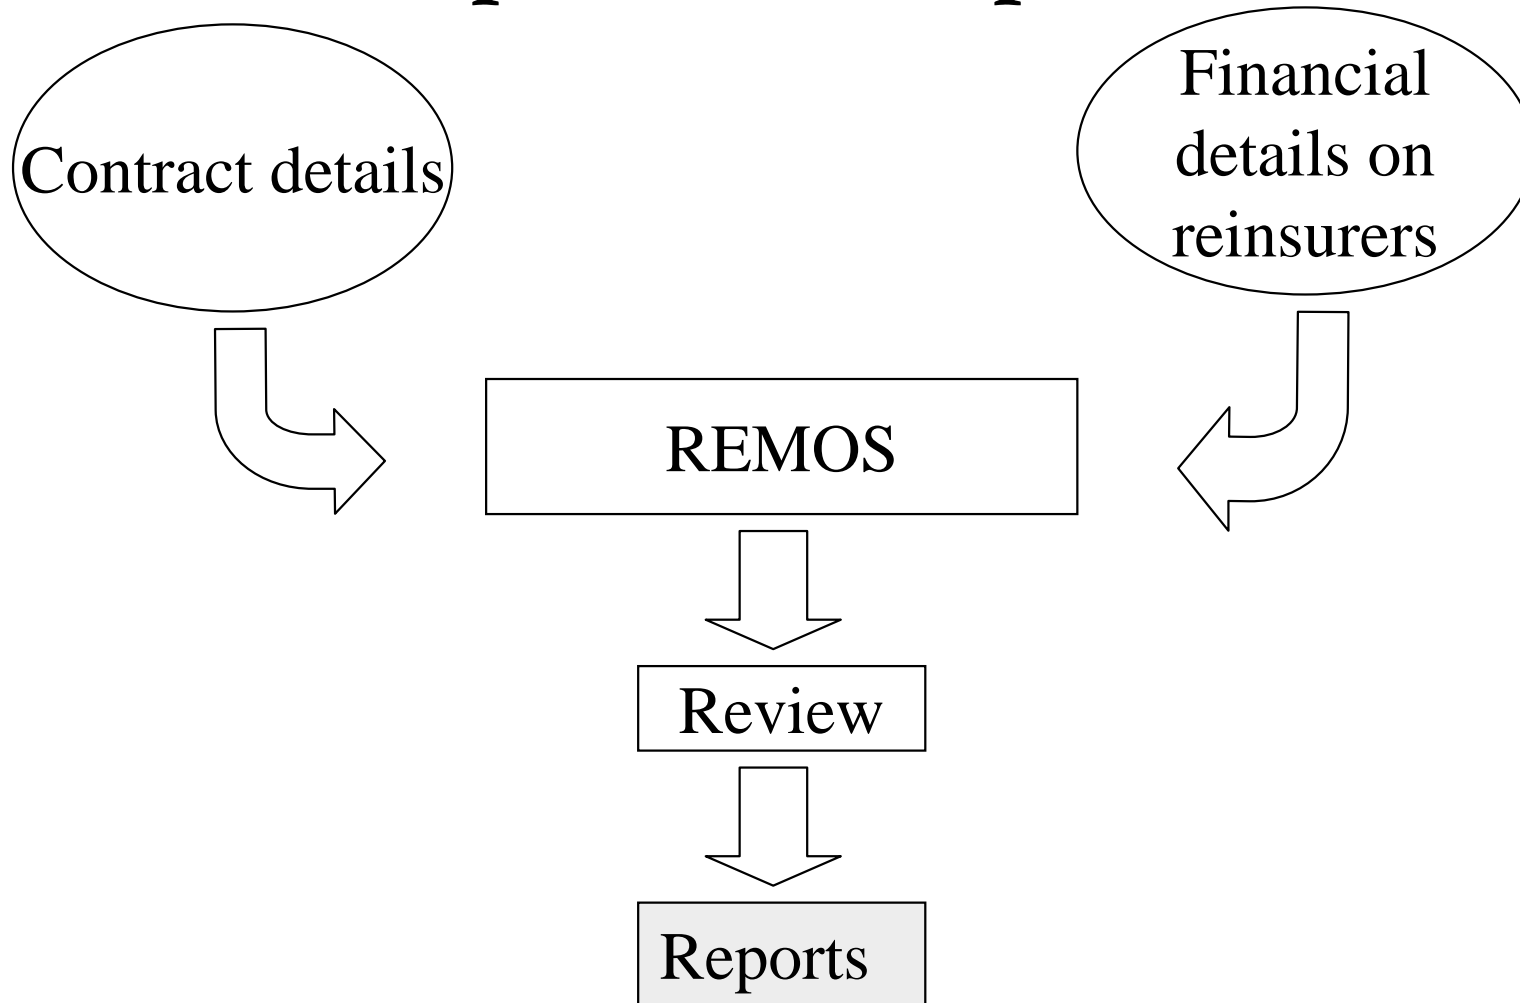 Contract details
Financial
details on
reinsurers
REMOS
Review
Reports